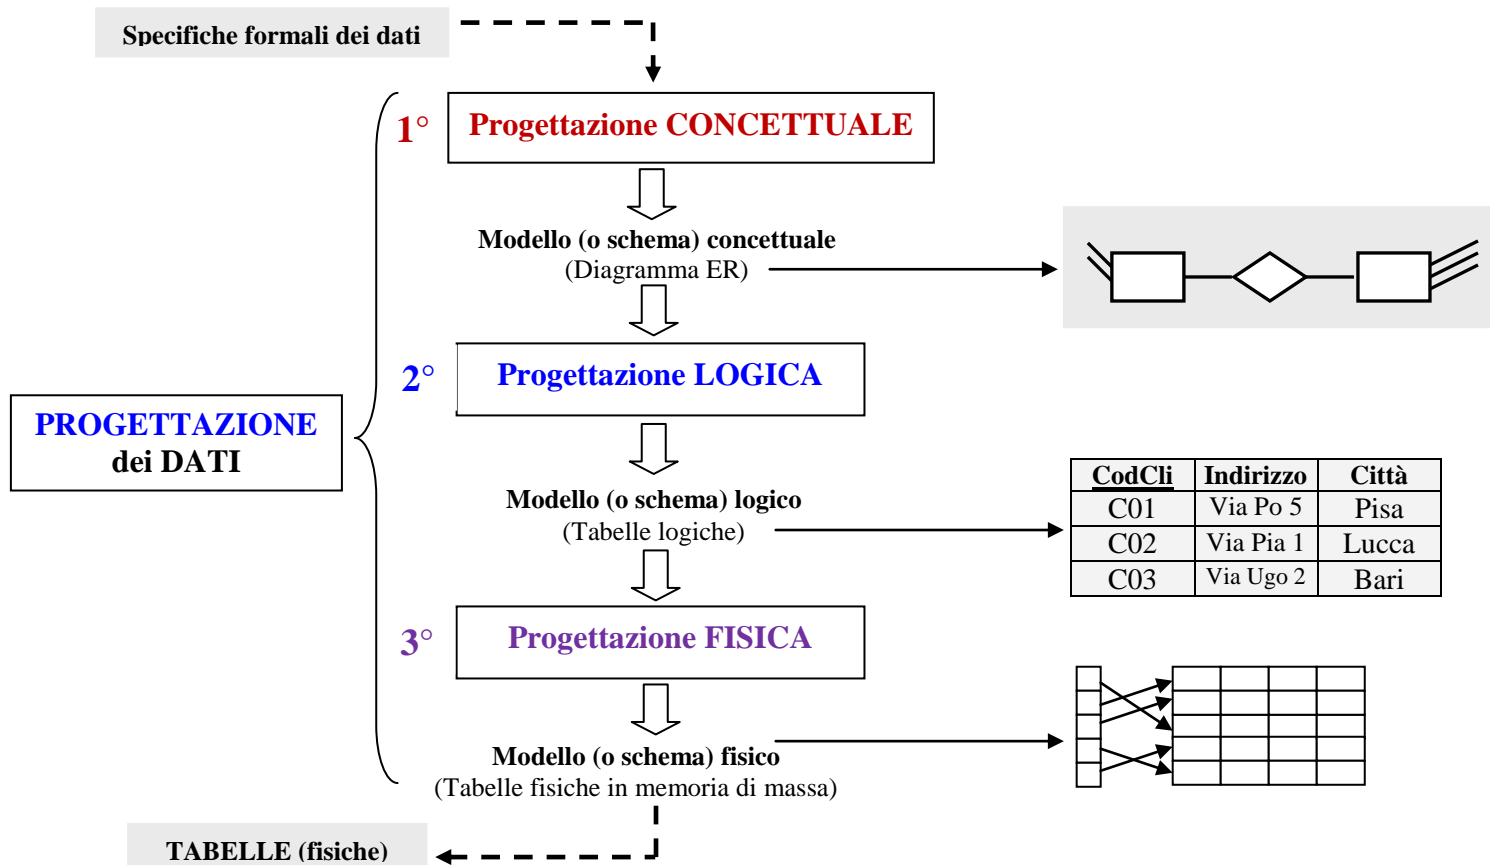 Specifiche formali dei dati
1°
Progettazione CONCETTUALE
Modello (o schema) concettuale
(Diagramma ER)
2°
Progettazione LOGICA
PROGETTAZIONE
dei DATI
Modello (o schema) logico
(Tabelle logiche)
CodCli Indirizzo Città
C01 Via Po 5 Pisa
C02 Via Pia 1 Lucca
C03 Via Ugo 2 Bari
3°
Progettazione FISICA
Modello (o schema) fisico
(Tabelle fisiche in memoria di massa)
TABELLE (fisiche)